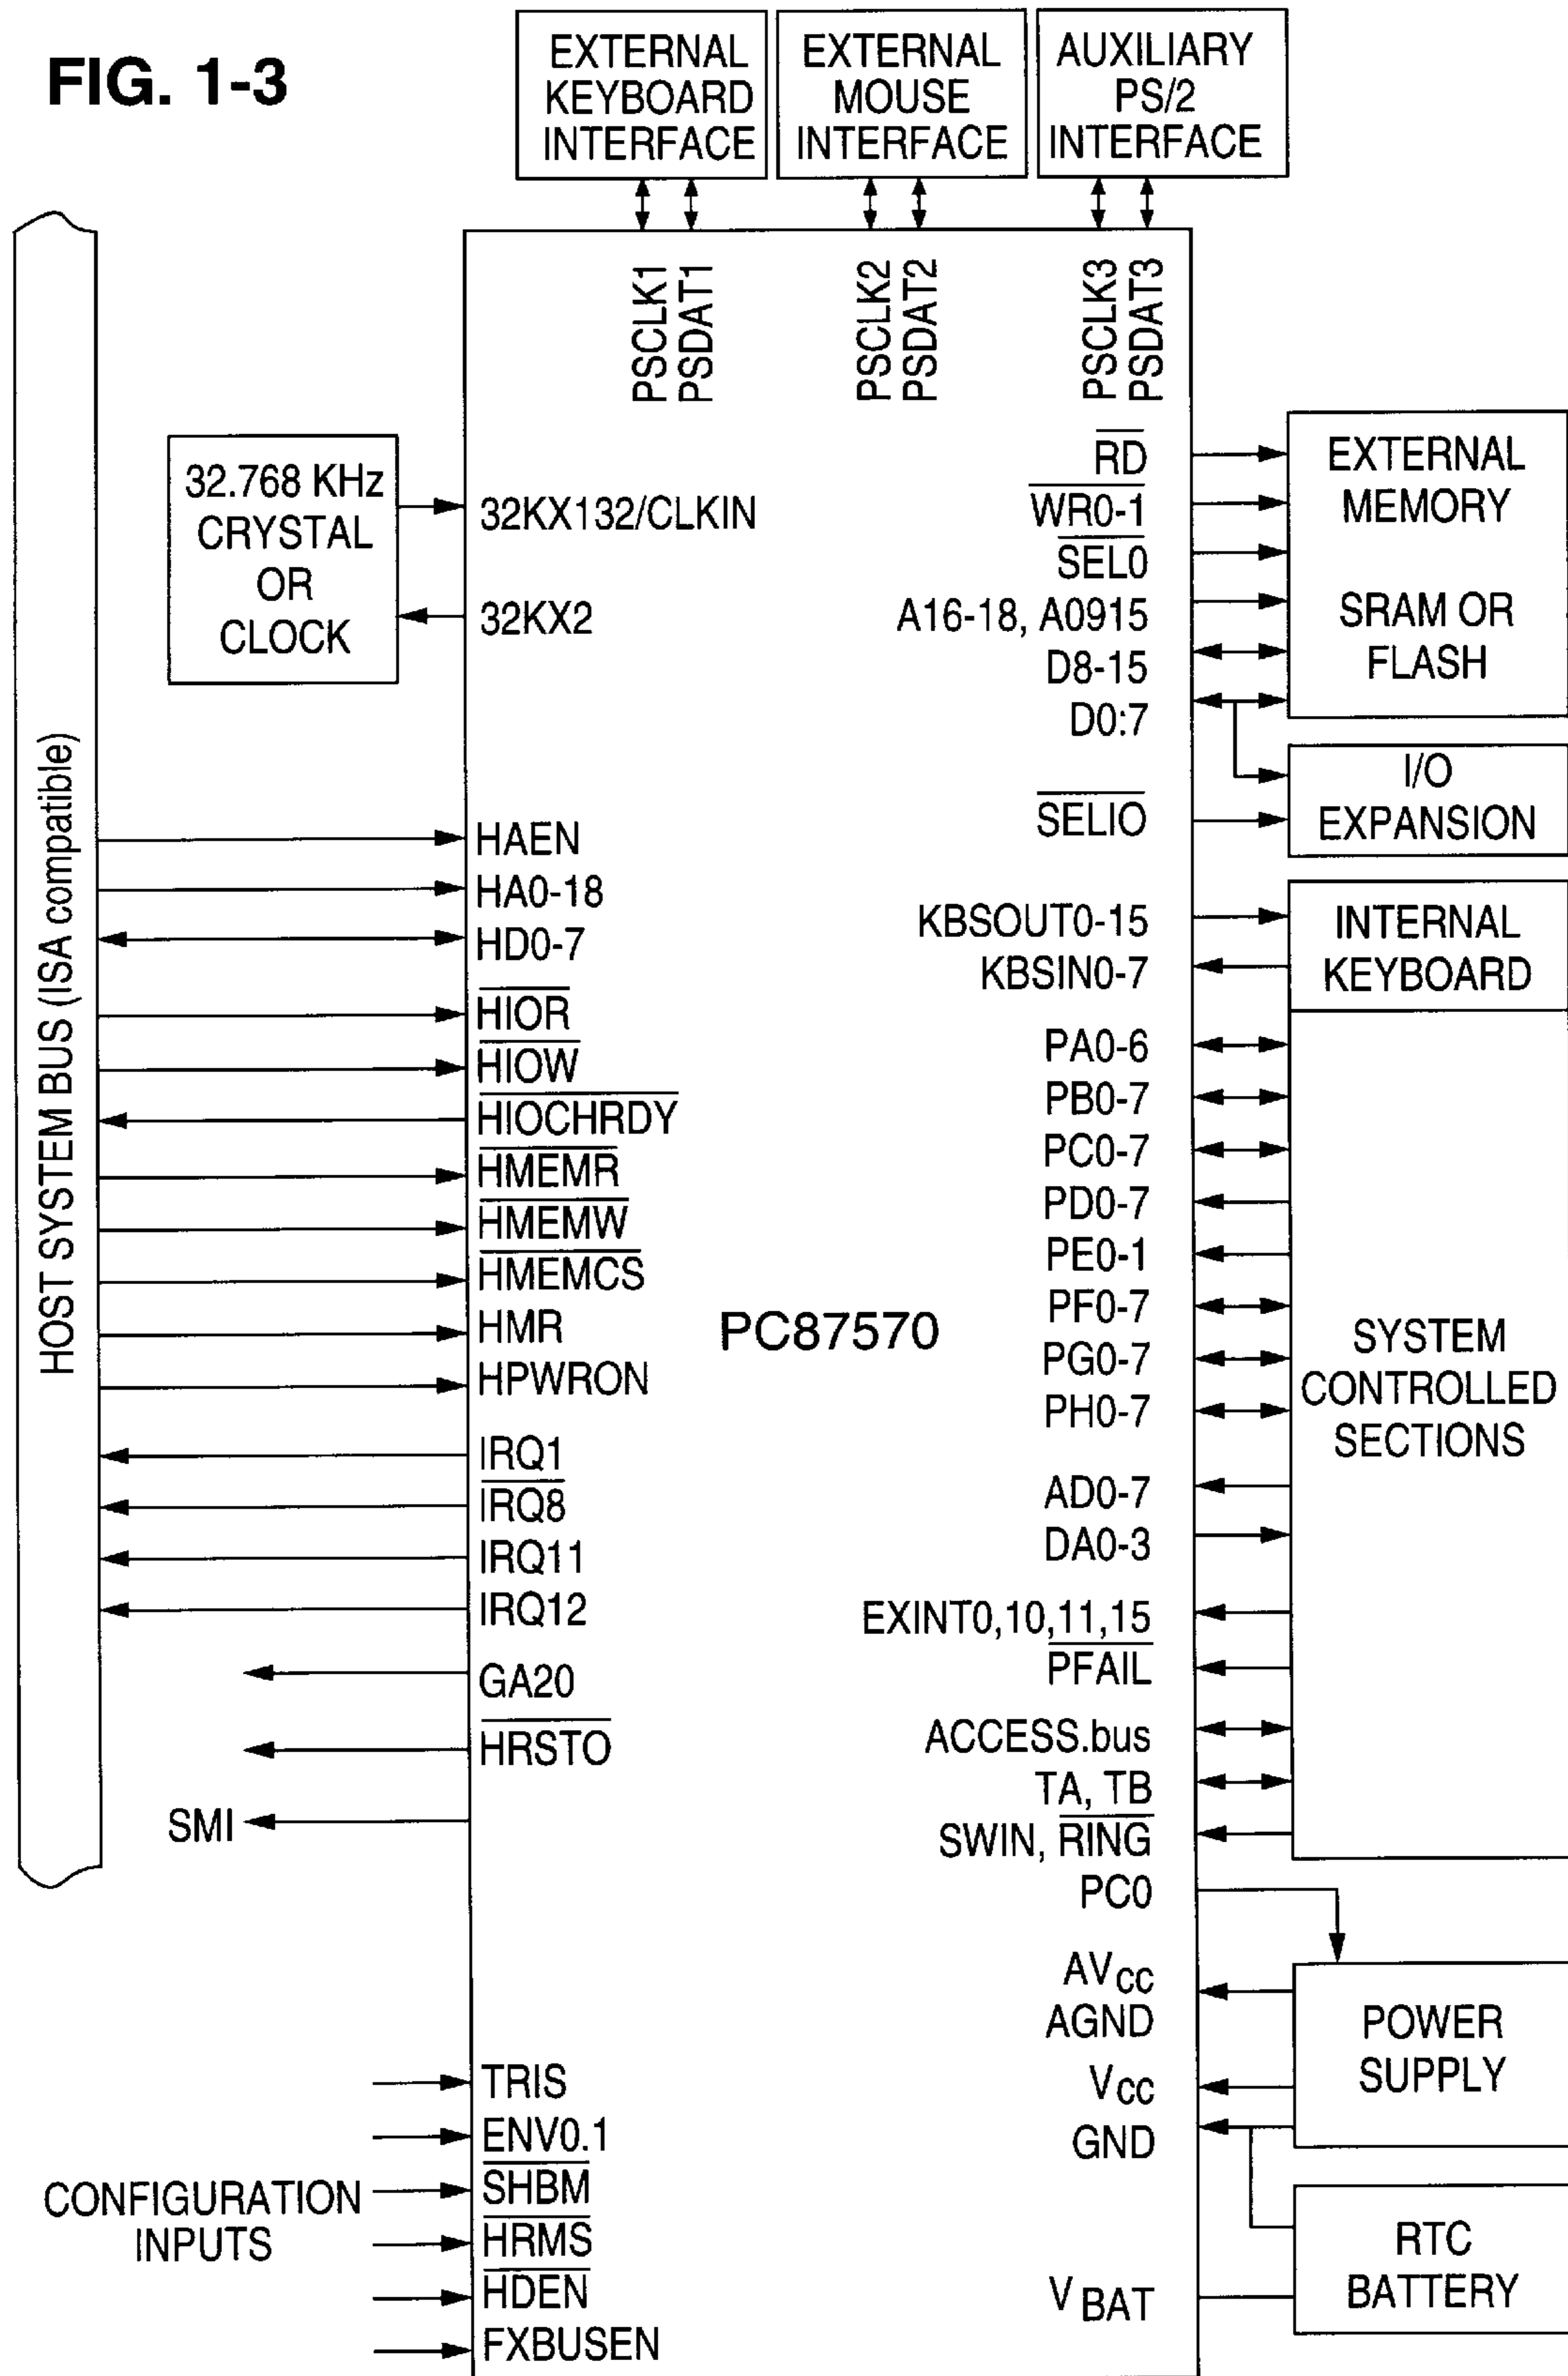 FIG. 1-3
EXTERNAL
KEYBOARD
INTERFACE
EXTERNAL
MOUSE
INTERFACE
AUXILIARY
PS/2
INTERFACE
PSCLK1
PSDAT1
PSCLK2
PSDAT2
PSCLK3
PSDAT3
HOST SYSTEM BUS (ISA compatible)
32.768 KHz
CRYSTAL
OR
CLOCK
32KX132/CLKIN
32KX2
HAEN
HA0-18
HD0-7
HIOR
HIOW
HIOCHRDY
HMEMR
HMEMW
HMEMCS
HMR
HPWRON
IRQ1
IRQ8
IRQ11
IRQ12
GA20
HRSTO
SMI
CONFIGURATION
INPUTS
TRIS
ENV0.1
SHBM
HRMS
HDEN
FXBUSEN
PC87570
RD
WR0-1
SEL0
A16-18, A0915
D8-15
D0:7
SELIO
KBSOUT0-15
KBSIN0-7
PA0-6
PB0-7
PC0-7
PD0-7
PE0-1
PF0-7
PG0-7
PH0-7
AD0-7
DA0-3
EXINT0,10,11,15
PFAIL
ACCESS.bus
TA, TB
SWIN, RING
PC0
AVCC
AGND
VCC
GND
VBAT
EXTERNAL
MEMORY
SRAM OR
FLASH
I/O
EXPANSION
INTERNAL
KEYBOARD
SYSTEM
CONTROLLED
SECTIONS
POWER
SUPPLY
RTC
BATTERY